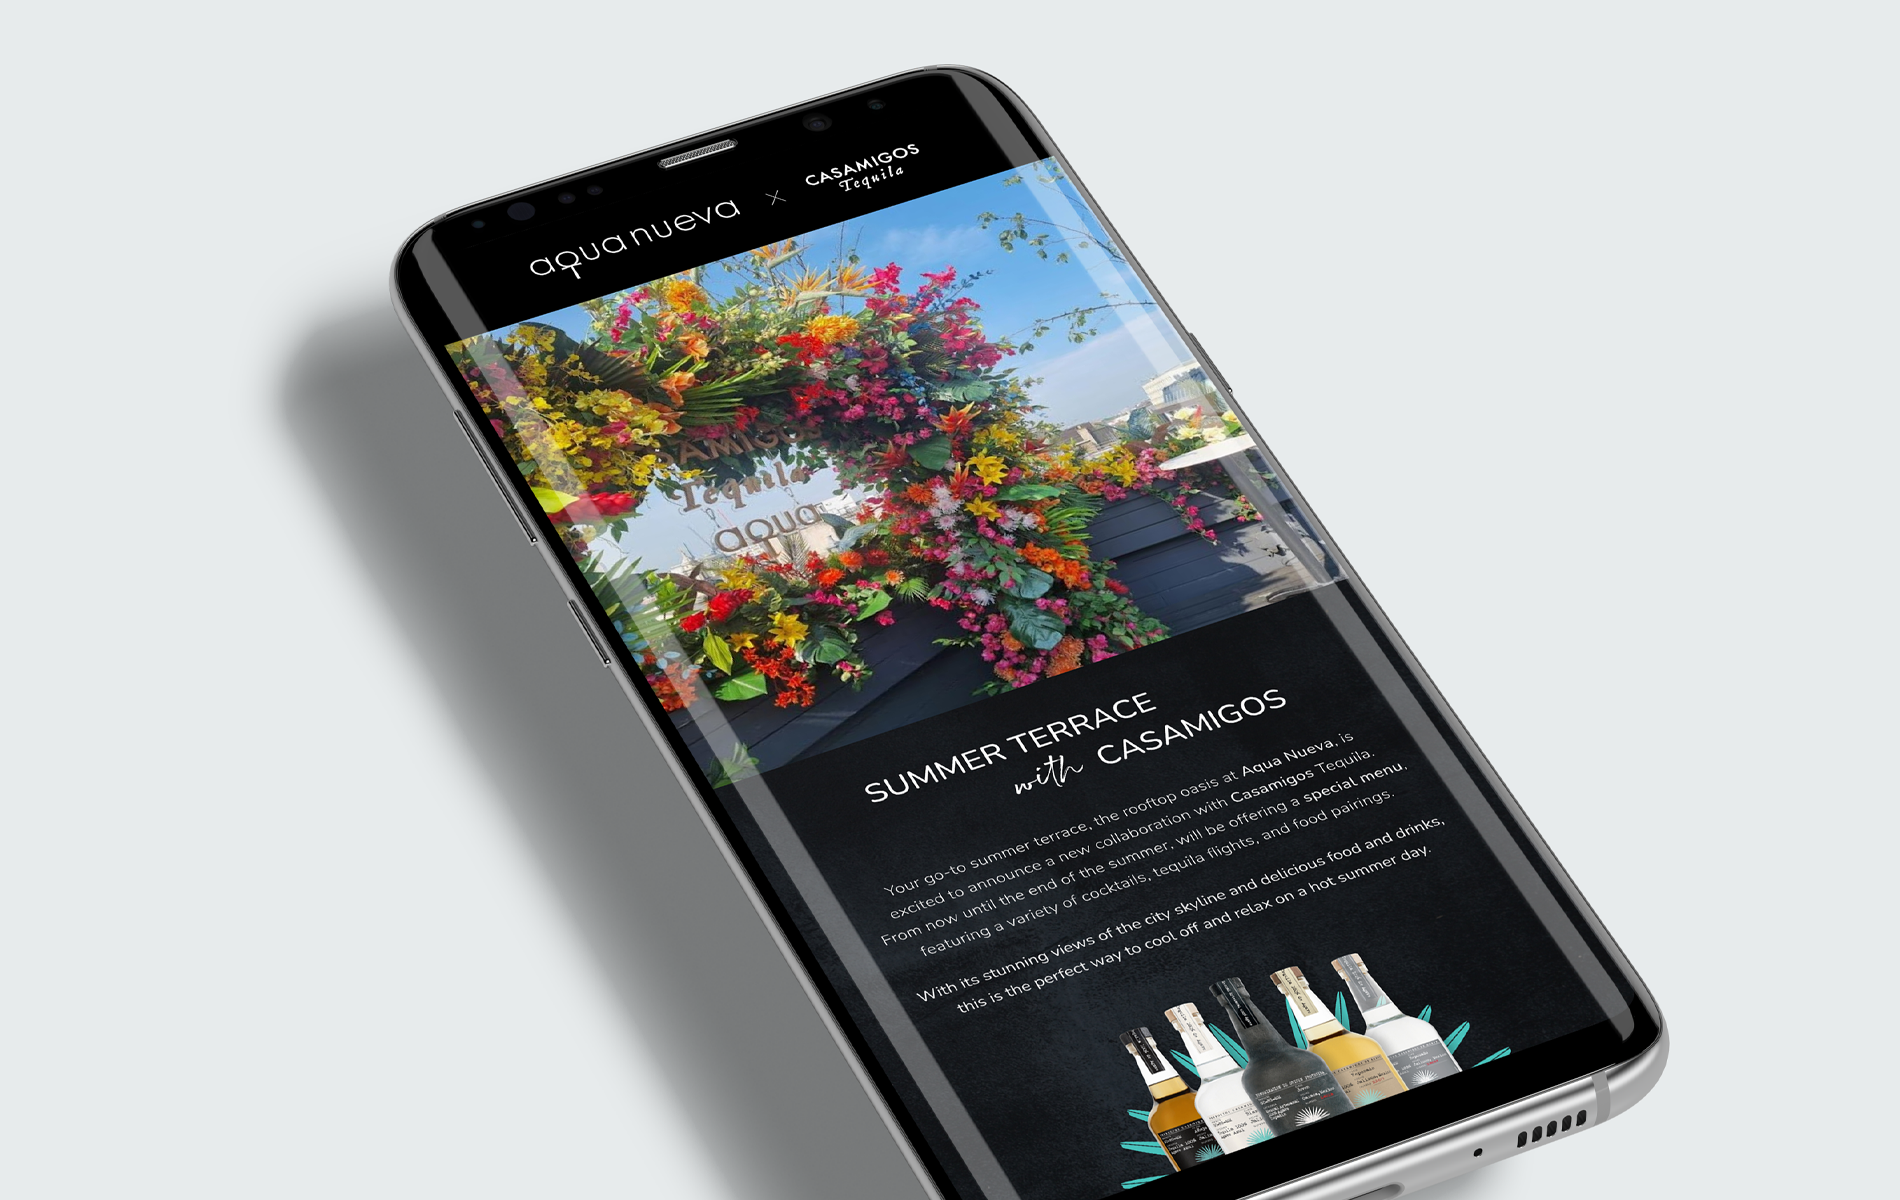 aqua nueva × CASAMIGOS
Tequila
CASAMIGOS
Tequila
aqua
SUMMER TERRACE
with CASAMIGOS
Your go-to summer terrace, the rooftop oasis at Aqua Nueva, is
excited to announce a new collaboration with Casamigos Tequila.
From now until the end of the summer, will be offering a special menu,
featuring a variety of cocktails, tequila flights, and food pairings.
With its stunning views of the city skyline and delicious food and drinks,
this is the perfect way to cool off and relax on a hot summer day.